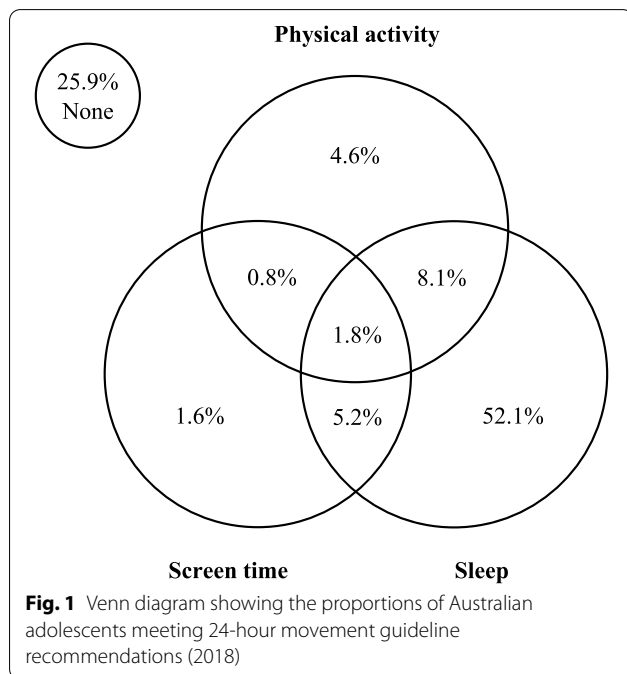 Physical activity
25.9%
None
4.6%
0.8%
8.1%
1.8%
1.6%
5.2%
52.1%
Screen time
Sleep
Fig. 1 Venn diagram showing the proportions of Australian
adolescents meeting 24-hour movement guideline
recommendations (2018)